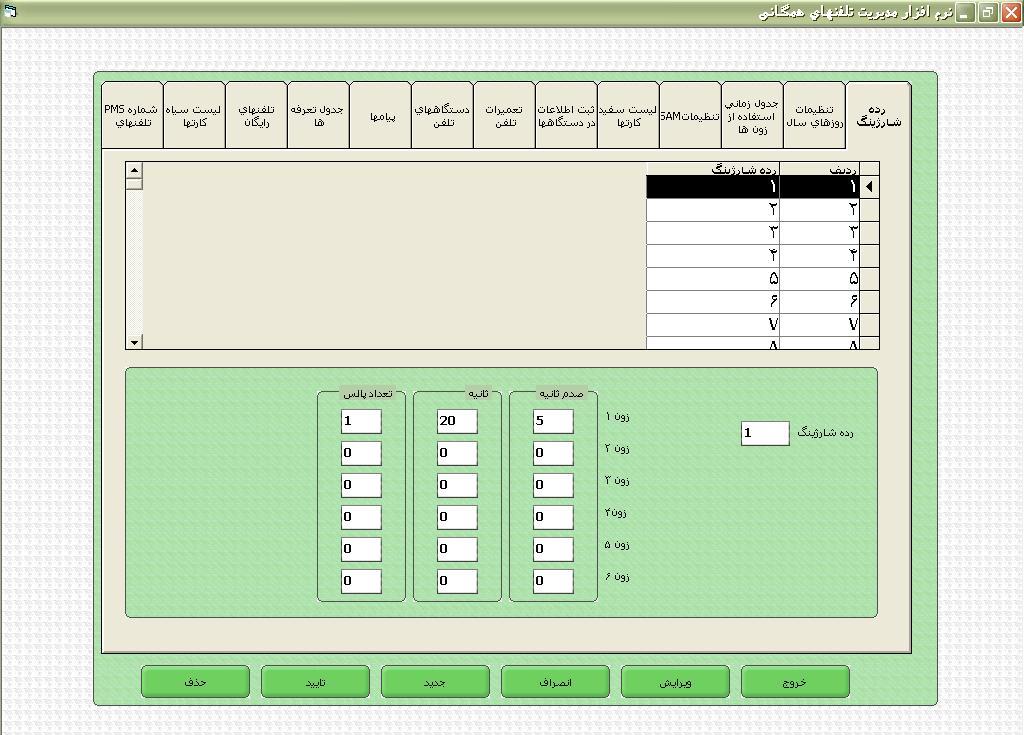 نرم افزار مديريت تلفنهاي همگاني
رده
شارژينگ
تنظيمات
روزهاي سال
جدول زماني
استفاده از
زون ها
تنظيماتSAM
ليست سفيد
كارتها
ثبت اطلاعات
در دستگاهها
تعميرات
تلفن
دستگاههاي
تلفن
پيامها
جدول تعرفه
ها
تلفنهاي
رايگان
ليست سياه
كارتها
شماره PMS
تلفنهاي
رديف رده شارژينگ
۱ ۱
۲ ۲
۳ ۳
۴ ۴
۵ ۵
۶ ۶
۷ ۷
۸ ۸
رده شارژينگ 1
صدم ثانيه ثانيه تعداد پالس
زون ۱ 5 20 1
زون ۲ 0 0 0
زون ۳ 0 0 0
زون۴ 0 0 0
زون ۵ 0 0 0
زون ۶ 0 0 0
خروج ويرايش انصراف جديد تاييد حذف